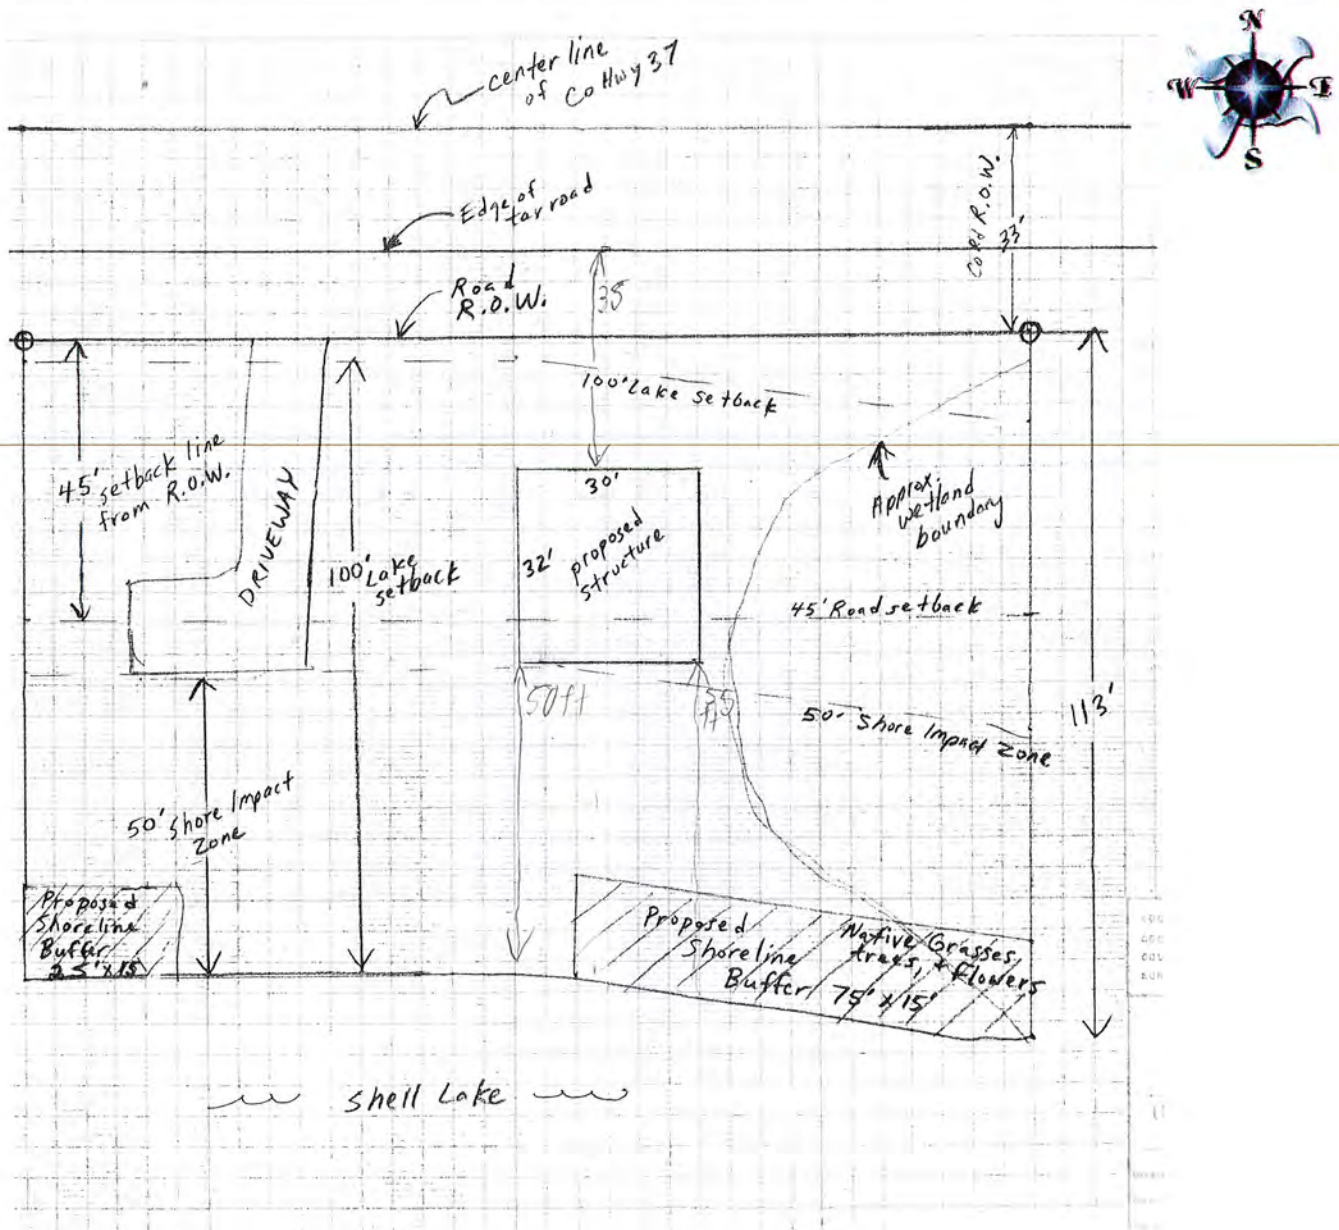 N
W E
S
center line
of Co Hwy 37
Edge of
tar road
Co Rd R.O.W.
33'
Road
R.O.W.
35
100' Lake setback
45' setback line
from R.O.W.
DRIVEWAY
100' Lake
setback
30'
32'
proposed
structure
Approx.
wetland
boundary
45' Road setback
50ft
55
ft
50' Shore Impact
Zone
113'
50' Shore Impact
Zone
Proposed
Shoreline
Buffer
25' x 15'
Proposed
Shoreline
Buffer 75' x 15'
Native Grasses,
trees, & flowers
Shell Lake